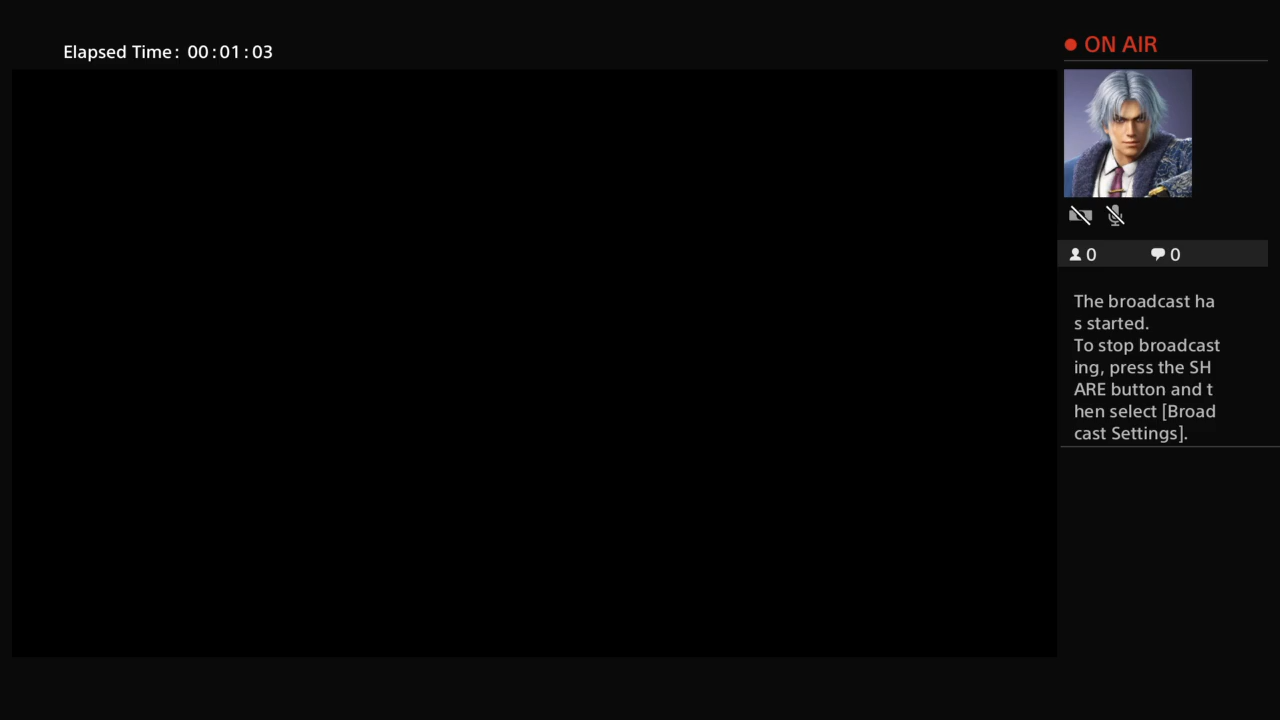 Elapsed Time: 00:01:03
ON AIR
0 0
The broadcast ha
s started.
To stop broadcast
ing, press the SH
ARE button and t
hen select [Broad
cast Settings].